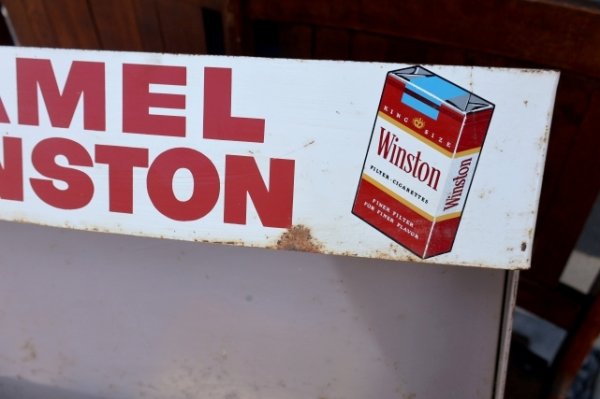 AMEL
NSTON
KING SIZE
Winston
FILTER-CIGARETTES
FINER FILTER
FOR FINER FLAVOR
Winston